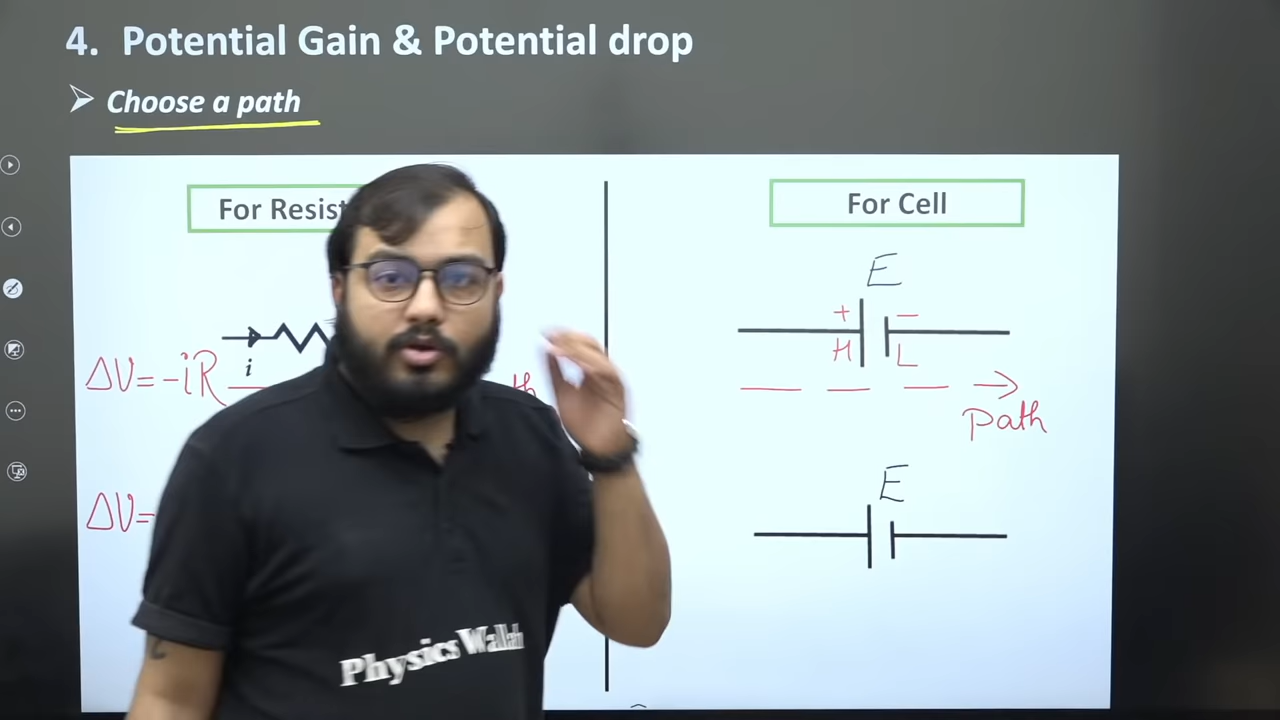 4. Potential Gain & Potential drop
➢ Choose a path
For Resist
i
ΔV = -iR
ΔV =
For Cell
E
+ −
H L
path
E
Physics Wallah